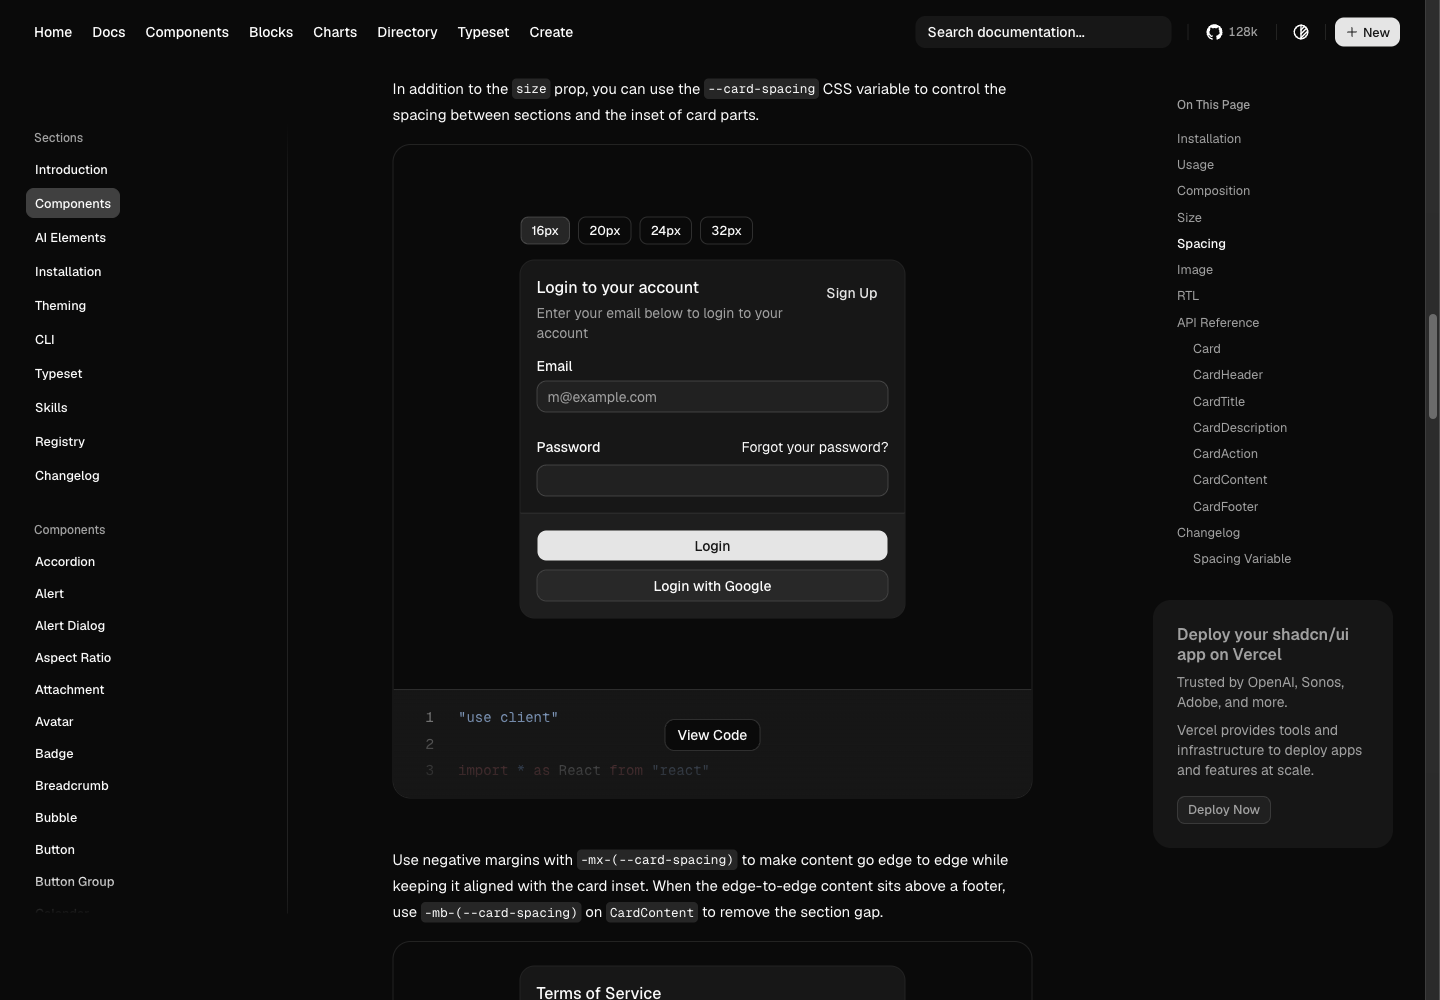 Home Docs Components Blocks Charts Directory Typeset Create Search documentation... 128k New
Sections
Introduction
Components
AI Elements
Installation
Theming
CLI
Typeset
Skills
Registry
Changelog
Components
Accordion
Alert
Alert Dialog
Aspect Ratio
Attachment
Avatar
Badge
Breadcrumb
Bubble
Button
Button Group
Calendar
In addition to the size prop, you can use the --card-spacing CSS variable to control the
spacing between sections and the inset of card parts.
16px 20px 24px 32px
Login to your account
Sign Up
Enter your email below to login to your
account
Email
m@example.com
Password Forgot your password?
Login
Login with Google
1 "use client"
2
View Code
3 import * as React from "react"
Use negative margins with -mx-(--card-spacing) to make content go edge to edge while
keeping it aligned with the card inset. When the edge-to-edge content sits above a footer,
use -mb-(--card-spacing) on CardContent to remove the section gap.
Terms of Service
On This Page
Installation
Usage
Composition
Size
Spacing
Image
RTL
API Reference
Card
CardHeader
CardTitle
CardDescription
CardAction
CardContent
CardFooter
Changelog
Spacing Variable
Deploy your shadcn/ui
app on Vercel
Trusted by OpenAI, Sonos,
Adobe, and more.
Vercel provides tools and
infrastructure to deploy apps
and features at scale.
Deploy Now